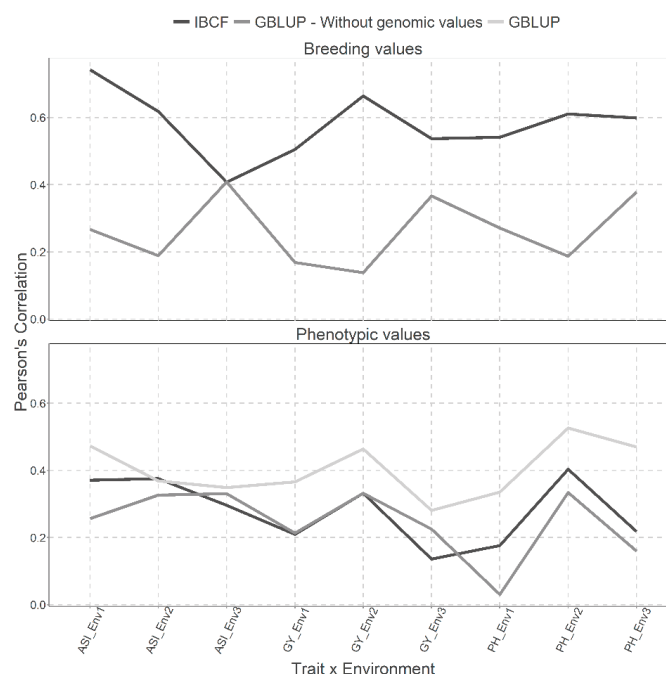 IBCF GBLUP - Without genomic values GBLUP
Breeding values
0.6
0.4
0.2
0.0
Pearson's Correlation
Phenotypic values
0.6
0.4
0.2
0.0
ASI_Env1 ASI_Env2 ASI_Env3 GY_Env1 GY_Env2 GY_Env3 PH_Env1 PH_Env2 PH_Env3
Trait x Environment